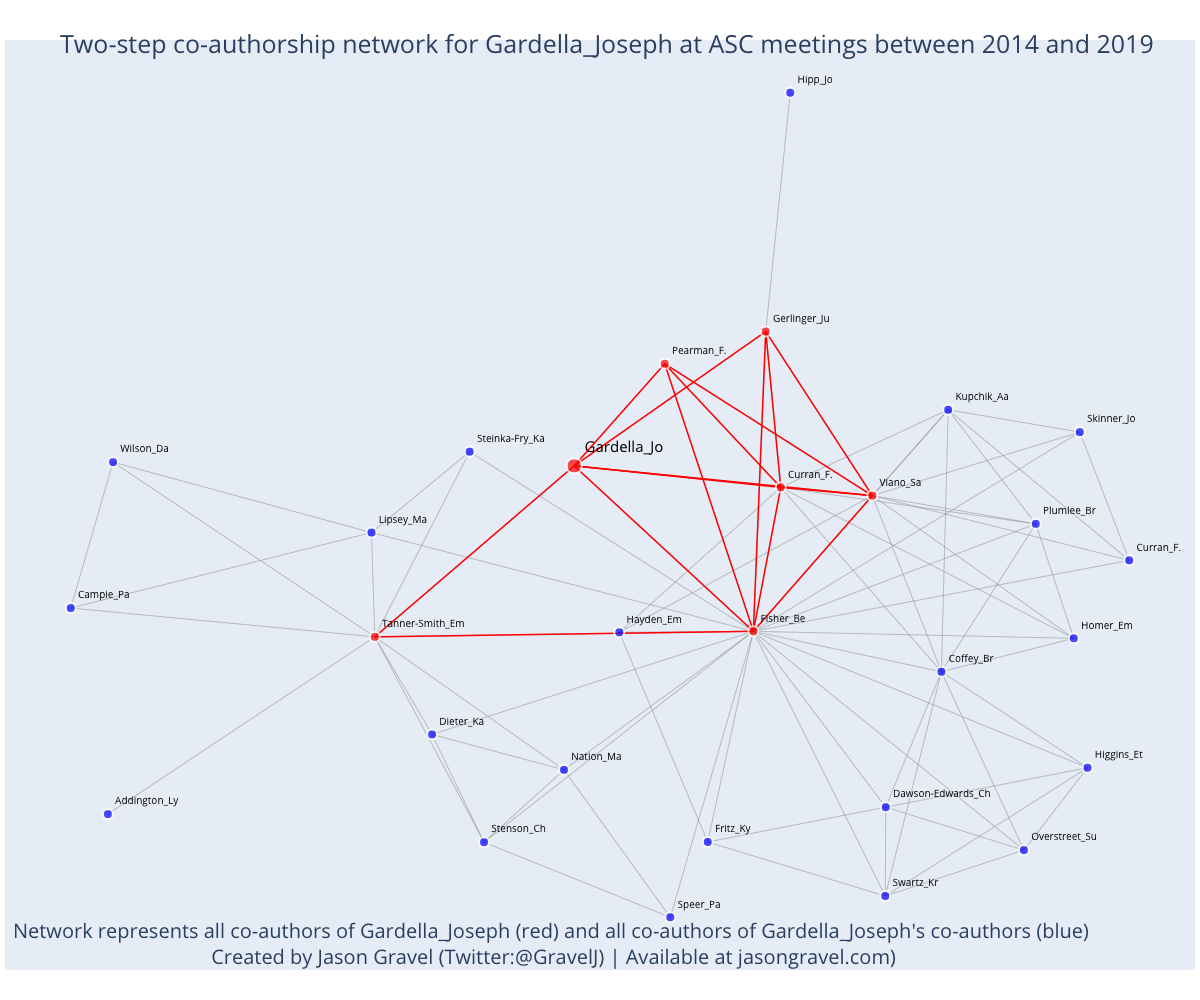 Two-step co-authorship network for Gardella_Joseph at ASC meetings between 2014 and 2019
Hipp_Jo
Gerlinger_Ju
Pearman_F.
Kupchik_Aa
Skinner_Jo
Steinka-Fry_Ka
Gardella_Jo
Wilson_Da
Curran_F.
Viano_Sa
Plumlee_Br
Lipsey_Ma
Curran_F.
Campie_Pa
Tanner-Smith_Em
Hayden_Em
Fisher_Be
Homer_Em
Coffey_Br
Dieter_Ka
Nation_Ma
Higgins_Et
Addington_Ly
Dawson-Edwards_Ch
Stenson_Ch
Fritz_Ky
Overstreet_Su
Swartz_Kr
Speer_Pa
Network represents all co-authors of Gardella_Joseph (red) and all co-authors of Gardella_Joseph's co-authors (blue)
Created by Jason Gravel (Twitter:@GravelJ) | Available at jasongravel.com)